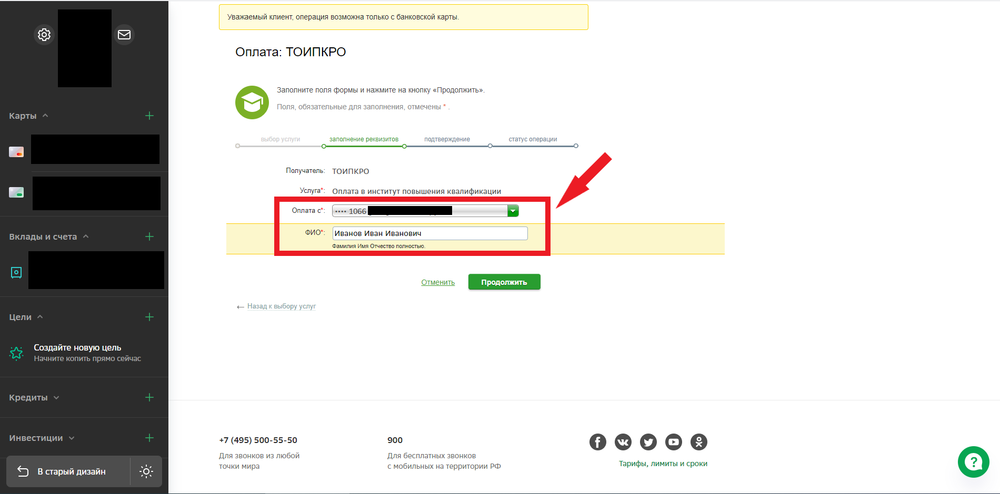 Уважаемый клиент, операция возможна только с банковской карты.
Оплата: ТОИПКРО
Заполните поля формы и нажмите на кнопку «Продолжить».
Поля, обязательные для заполнения, отмечены * .
выбор услуги заполнение реквизитов подтверждение статус операции
Получатель: ТОИПКРО
Услуга*: Оплата в институт повышения квалификации
Оплата с*: •••• 1066
ФИО*: Иванов Иван Иванович
Фамилия Имя Отчество полностью.
Отменить Продолжить
← Назад к выбору услуг
Карты
Вклады и счета
Цели
Создайте новую цель
Начните копить прямо сейчас
Кредиты
Инвестиции
В старый дизайн
+7 (495) 500-55-50
Для звонков из любой
точки мира
900
Для бесплатных звонков
с мобильных на территории РФ
Тарифы, лимиты и сроки